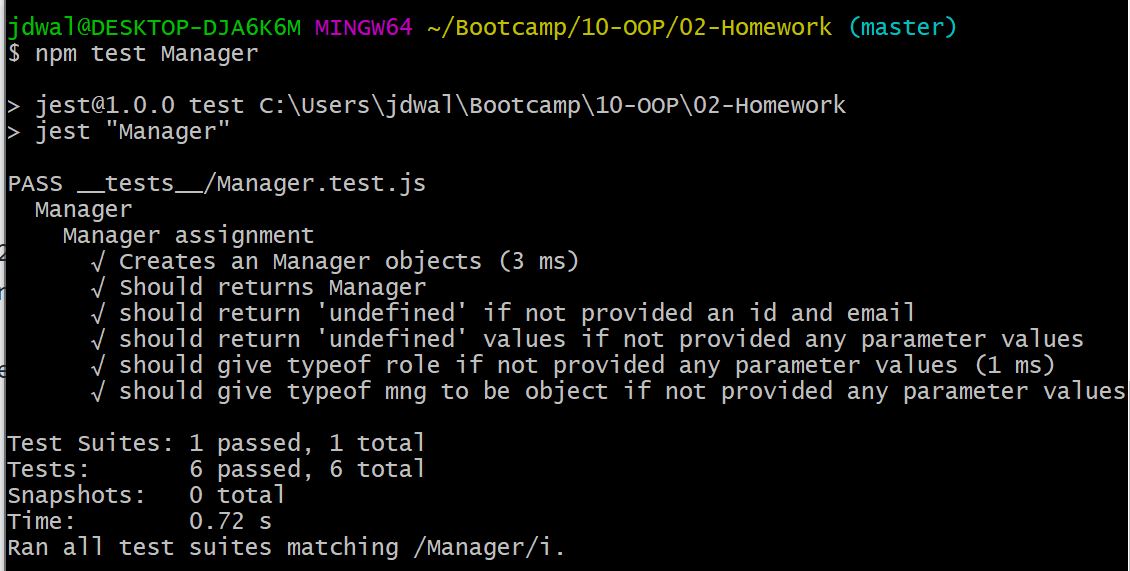 jdwal@DESKTOP-DJA6K6M MINGW64 ~/Bootcamp/10-OOP/02-Homework (master)
$ npm test Manager
> jest@1.0.0 test C:\Users\jdwal\Bootcamp\10-OOP\02-Homework
> jest "Manager"
PASS __tests__/Manager.test.js
Manager
Manager assignment
√ Creates an Manager objects (3 ms)
√ Should returns Manager
√ should return 'undefined' if not provided an id and email
√ should return 'undefined' values if not provided any parameter values
√ should give typeof role if not provided any parameter values (1 ms)
√ should give typeof mng to be object if not provided any parameter values
Test Suites: 1 passed, 1 total
Tests: 6 passed, 6 total
Snapshots: 0 total
Time: 0.72 s
Ran all test suites matching /Manager/i.